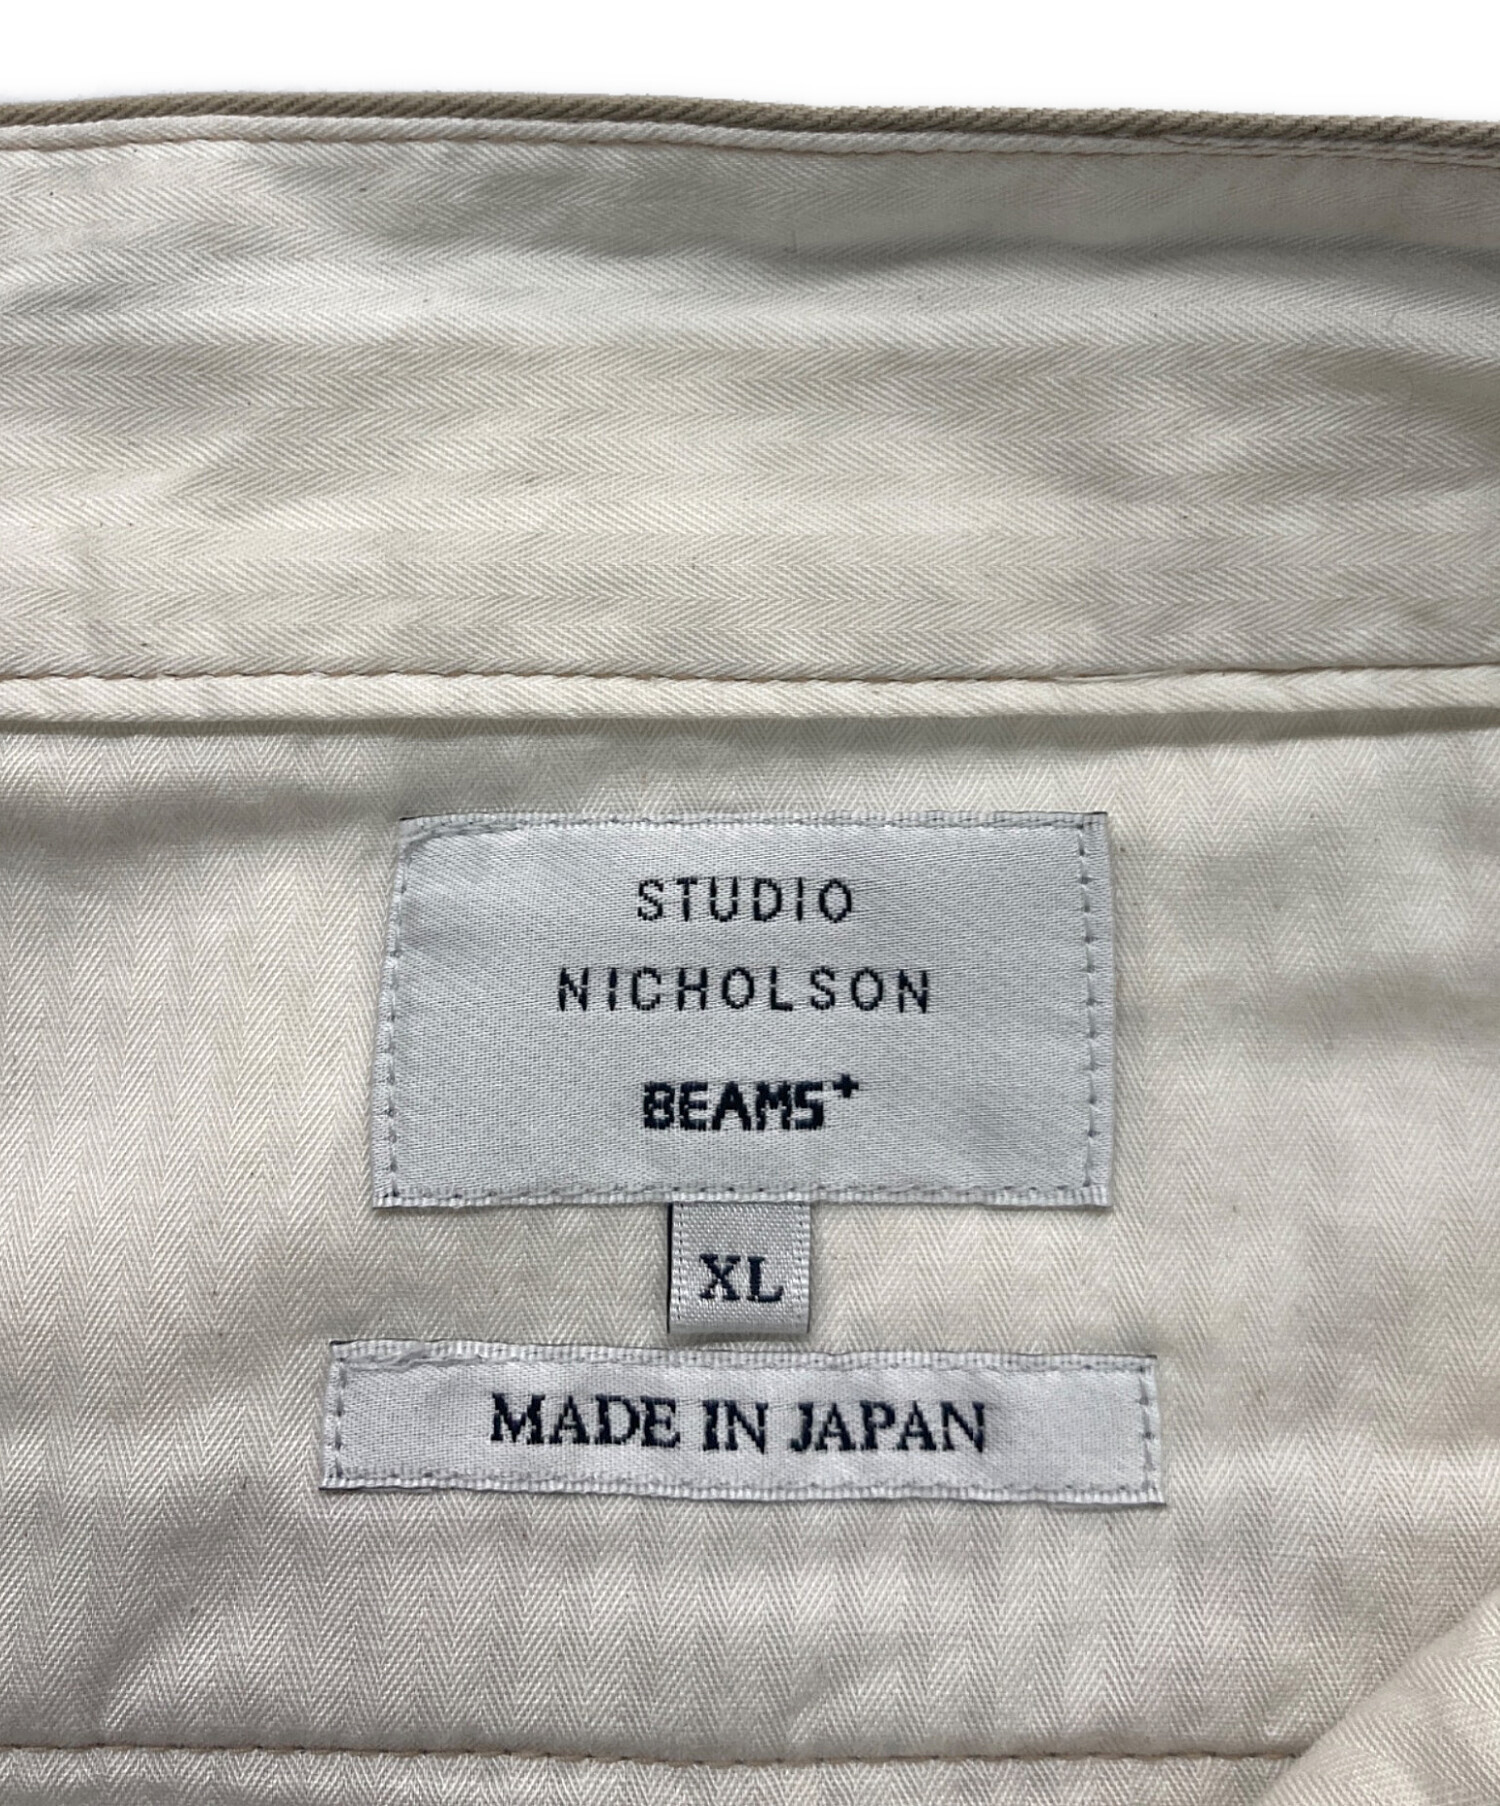 STUDIO
NICHOLSON
BEAMS+
XL
MADE IN JAPAN